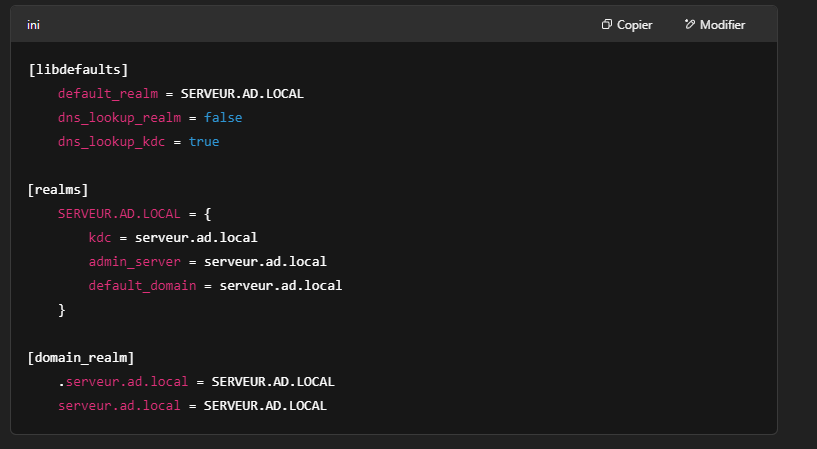 ini
Copier
Modifier
[libdefaults]
default_realm = SERVEUR.AD.LOCAL
dns_lookup_realm = false
dns_lookup_kdc = true
[realms]
SERVEUR.AD.LOCAL = {
kdc = serveur.ad.local
admin_server = serveur.ad.local
default_domain = serveur.ad.local
}
[domain_realm]
.serveur.ad.local = SERVEUR.AD.LOCAL
serveur.ad.local = SERVEUR.AD.LOCAL